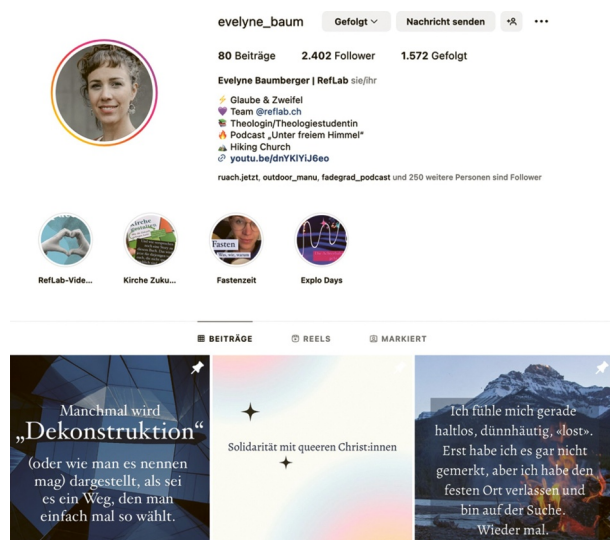 evelyne_baum Gefolgt Nachricht senden
80 Beiträge 2.402 Follower 1.572 Gefolgt
Evelyne Baumberger | RefLab sie/ihr
⚡ Glaube & Zweifel
💜 Team @reflab.ch
📚 Theologin/Theologiestudentin
🔥 Podcast „Unter freiem Himmel“
⛰️ Hiking Church
youtu.be/dnYKlYiJ6eo
ruach.jetzt, outdoor_manu, fadegrad_podcast und 250 weitere Personen sind Follower
Kirche
gestalten
Fasten
Was, wie, warum
RefLab-Vide... Kirche Zuku... Fastenzeit Explo Days
BEITRÄGE REELS MARKIERT
Manchmal wird
„Dekonstruktion“
(oder wie man es nennen
mag) dargestellt, als sei
es ein Weg, den man
einfach mal so wählt.
Solidarität mit queeren Christ:innen
Ich fühle mich gerade
haltlos, dünnhäutig, «lost».
Erst habe ich es gar nicht
gemerkt, aber ich habe den
festen Ort verlassen und
bin auf der Suche.
Wieder mal.